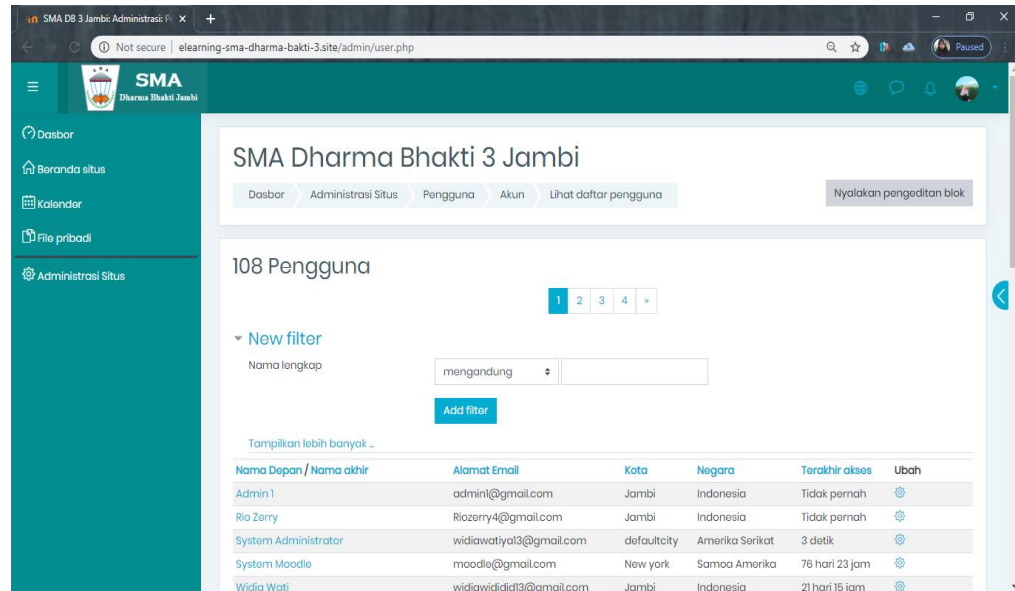 SMA DB 3 Jambi: Administrasi: Pe
Not secure | elearning-sma-dharma-bakti-3.site/admin/user.php
Paused
SMA
Dharma Bhakti Jambi
Dasbor
Beranda situs
Kalender
File pribadi
Administrasi Situs
SMA Dharma Bhakti 3 Jambi
Dasbor Administrasi Situs Pengguna Akun Lihat daftar pengguna
Nyalakan pengeditan blok
108 Pengguna
1 2 3 4 »
New filter
Nama lengkap mengandung
Add filter
Tampilkan lebih banyak ...
Nama Depan / Nama akhir Alamat Email Kota Negara Terakhir akses Ubah
Admin 1 admin1@gmail.com Jambi Indonesia Tidak pernah
Rio Zerry Riozerry4@gmail.com Jambi Indonesia Tidak pernah
System Administrator widiawatiya13@gmail.com defaultcity Amerika Serikat 3 detik
System Moodle moodle@gmail.com New york Samoa Amerika 76 hari 23 jam
Widia Wati widiawididid13@gmail.com Jambi Indonesia 21 hari 15 jam